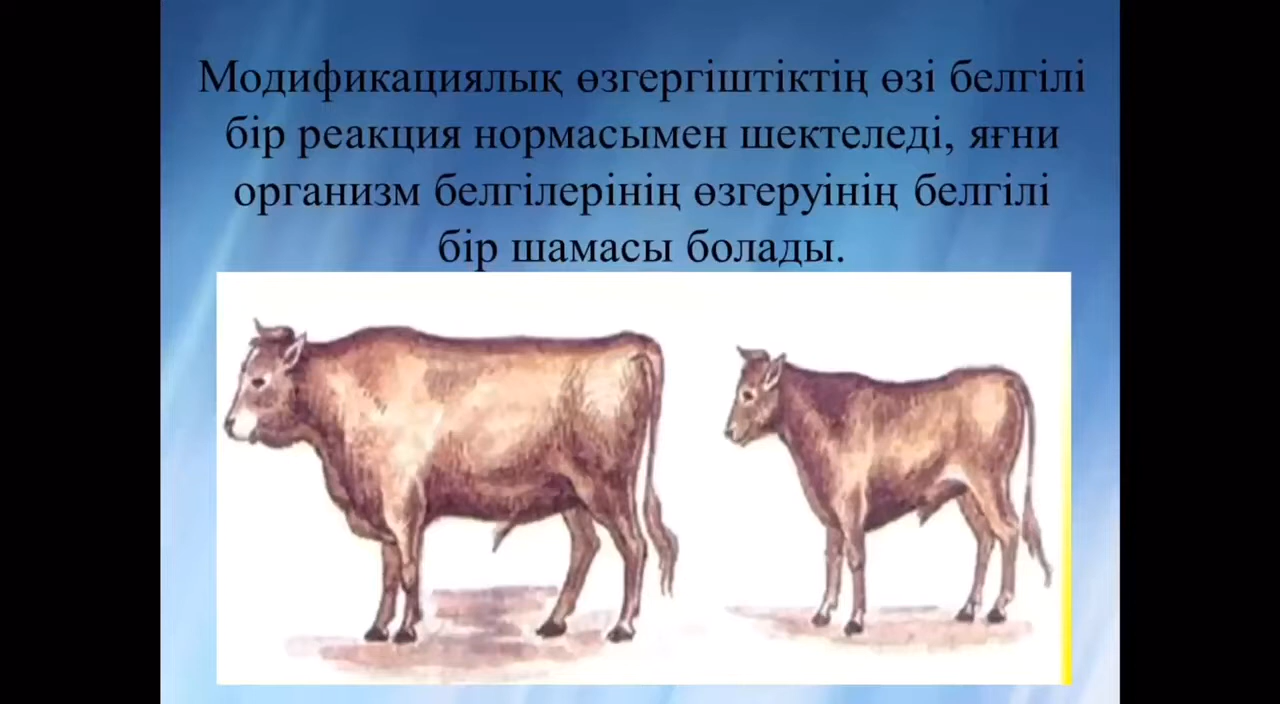 Модификациялық өзгергіштіктің өзі белгілі
бір реакция нормасымен шектеледі, яғни
организм белгілерінің өзгеруінің белгілі
бір шамасы болады.